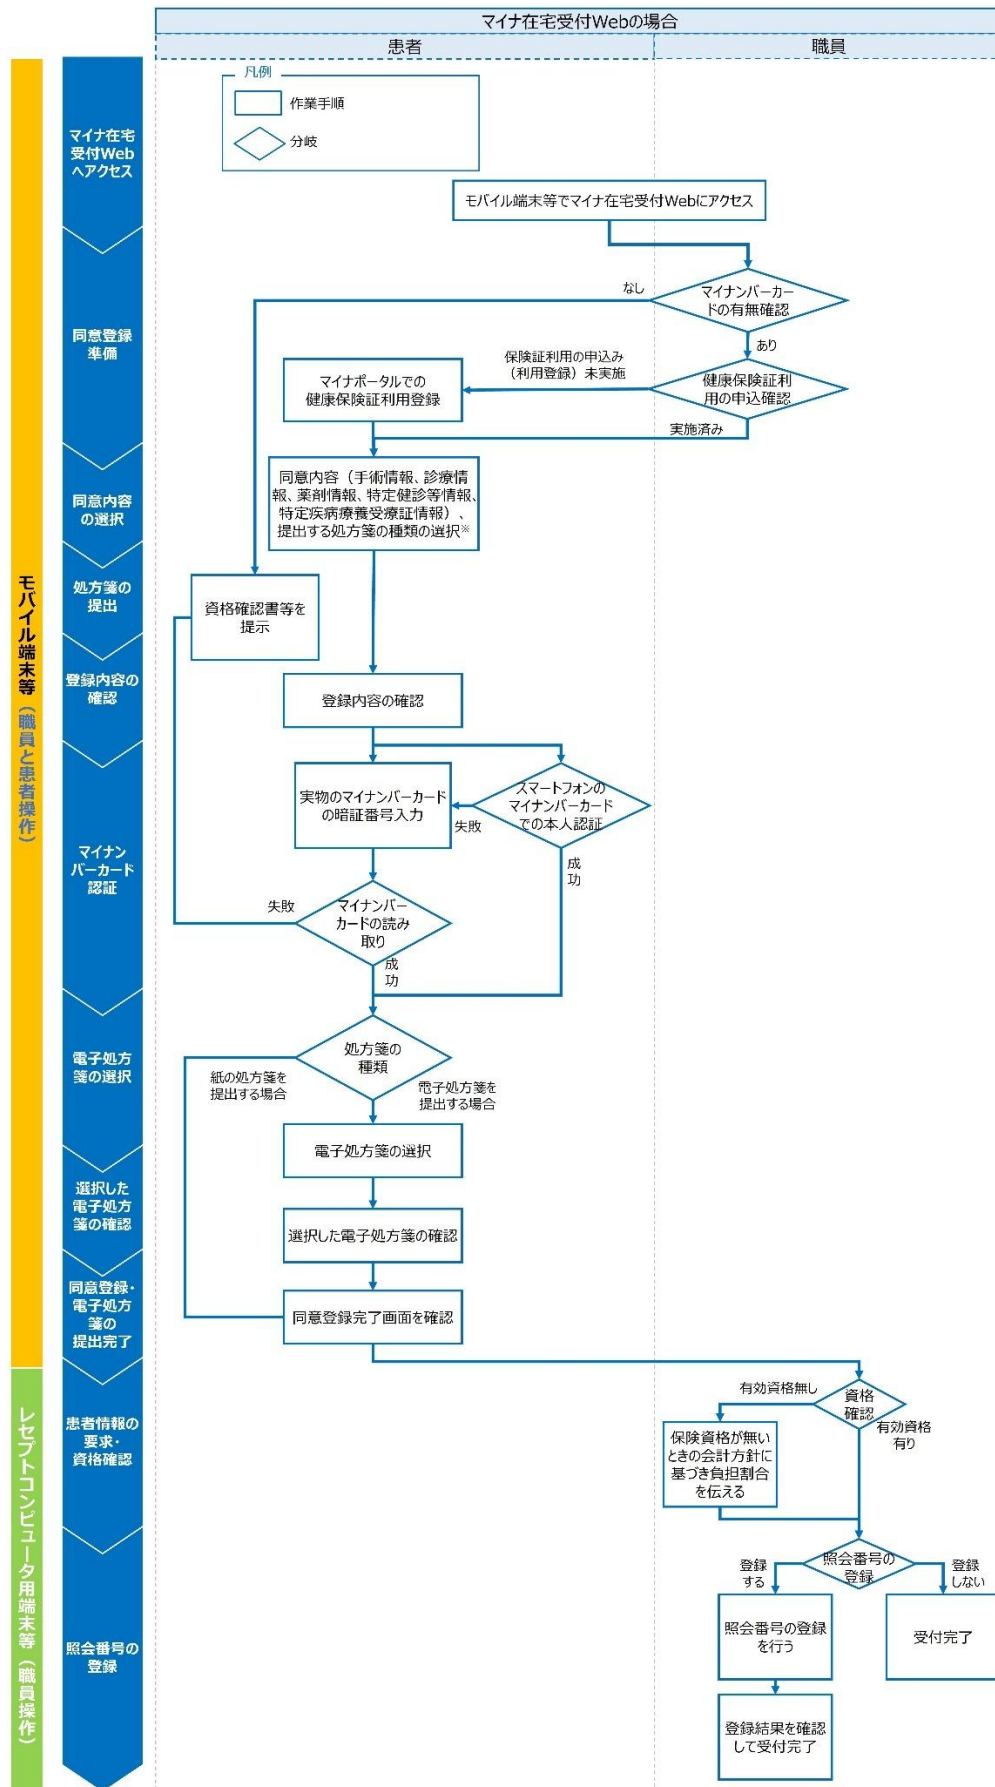 マイナ在宅受付Webの場合
患者
職員
凡例
作業手順
分岐
モバイル端末等（職員と患者操作）
レセプトコンピュータ用端末等（職員操作）
マイナ在宅
受付Web
へアクセス
同意登録
準備
同意内容
の選択
処方箋の
提出
登録内容の
確認
マイナン
バーカード
認証
電子処方
箋の選択
選択した
電子処方
箋の確認
同意登録・
電子処方
箋の
提出完了
患者情報の
要求・
資格確認
照会番号の
登録
モバイル端末等でマイナ在宅受付Webにアクセス
なし
マイナンバーカー
ドの有無確認
あり
保険証利用の申込み
（利用登録）未実施
マイナポータルでの
健康保険証利用登録
健康保険証利
用の申込確認
実施済み
同意内容（手術情報、診療情
報、薬剤情報、特定健診等情報、
特定疾病療養受療証情報）、
提出する処方箋の種類の選択※
資格確認書等を
提示
登録内容の確認
実物のマイナンバーカード
の暗証番号入力
スマートフォンの
マイナンバーカード
での本人認証
失敗
成
功
失敗
マイナンバー
カードの読み
取り
成
功
処方箋の
種類
紙の処方箋を
提出する場合
電子処方箋を
提出する場合
電子処方箋の選択
選択した電子処方箋の確認
同意登録完了画面を確認
有効資格無し
資格
確認
有効資格
有り
保険資格が無い
ときの会計方針に
基づき負担割合
を伝える
登録
する
照会番号の
登録
登録
しない
照会番号の登録
を行う
受付完了
登録結果を確認
して受付完了